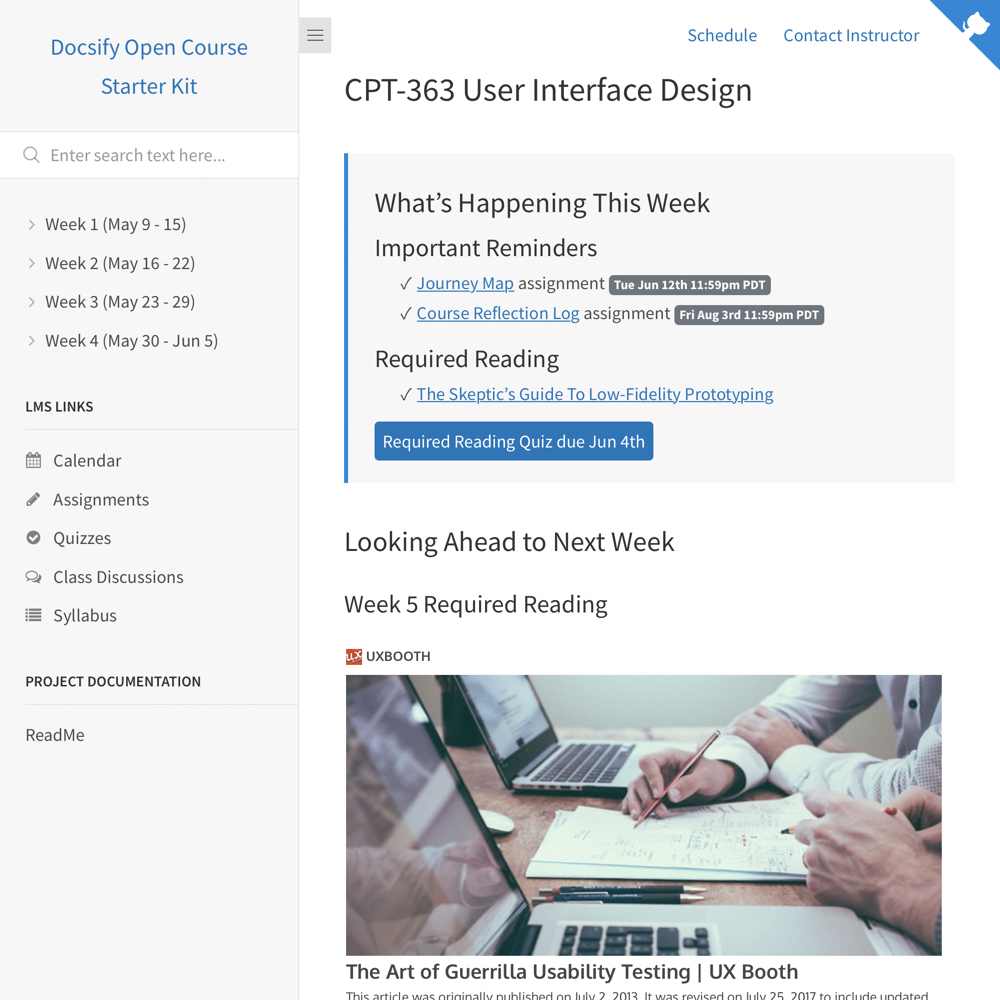 Docsify Open Course
Starter Kit
Enter search text here...
Week 1 (May 9 - 15)
Week 2 (May 16 - 22)
Week 3 (May 23 - 29)
Week 4 (May 30 - Jun 5)
LMS LINKS
Calendar
Assignments
Quizzes
Class Discussions
Syllabus
PROJECT DOCUMENTATION
ReadMe
Schedule Contact Instructor
CPT-363 User Interface Design
What’s Happening This Week
Important Reminders
✓ Journey Map assignment Tue Jun 12th 11:59pm PDT
✓ Course Reflection Log assignment Fri Aug 3rd 11:59pm PDT
Required Reading
✓ The Skeptic’s Guide To Low-Fidelity Prototyping
Required Reading Quiz due Jun 4th
Looking Ahead to Next Week
Week 5 Required Reading
UX UXBOOTH
The Art of Guerrilla Usability Testing | UX Booth
This article was originally published on July 2, 2013. It was revised on July 25, 2017 to include updated